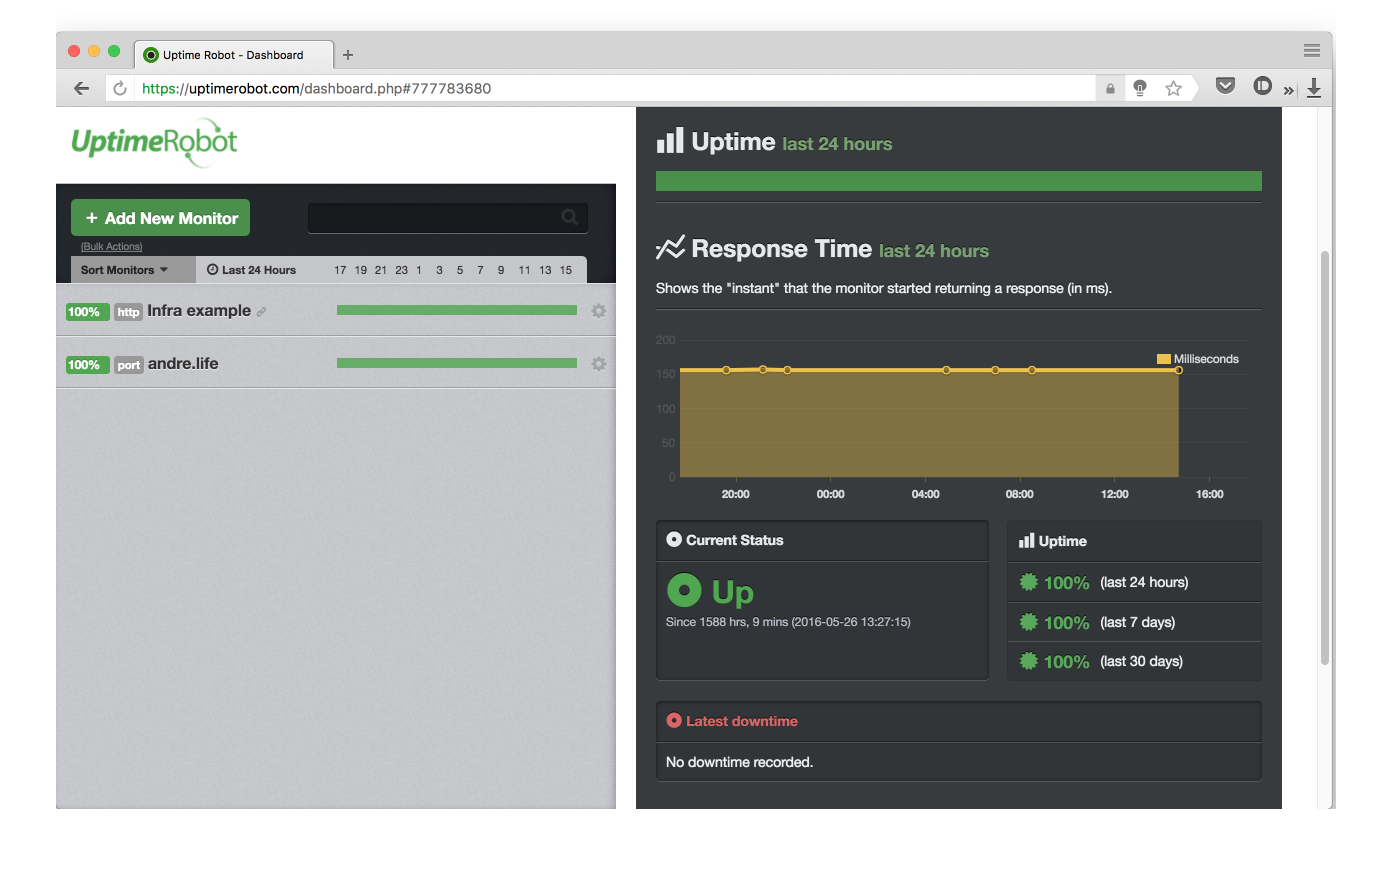 Uptime Robot - Dashboard
https://uptimerobot.com/dashboard.php#777783680
UptimeRobot
+ Add New Monitor
(Bulk Actions)
Sort Monitors
Last 24 Hours 17 19 21 23 1 3 5 7 9 11 13 15
100% http Infra example
100% port andre.life
Uptime last 24 hours
Response Time last 24 hours
Shows the "instant" that the monitor started returning a response (in ms).
200
Milliseconds
150
100
50
0
20:00 00:00 04:00 08:00 12:00 16:00
Current Status
Up
Since 1588 hrs, 9 mins (2016-05-26 13:27:15)
Uptime
100% (last 24 hours)
100% (last 7 days)
100% (last 30 days)
Latest downtime
No downtime recorded.